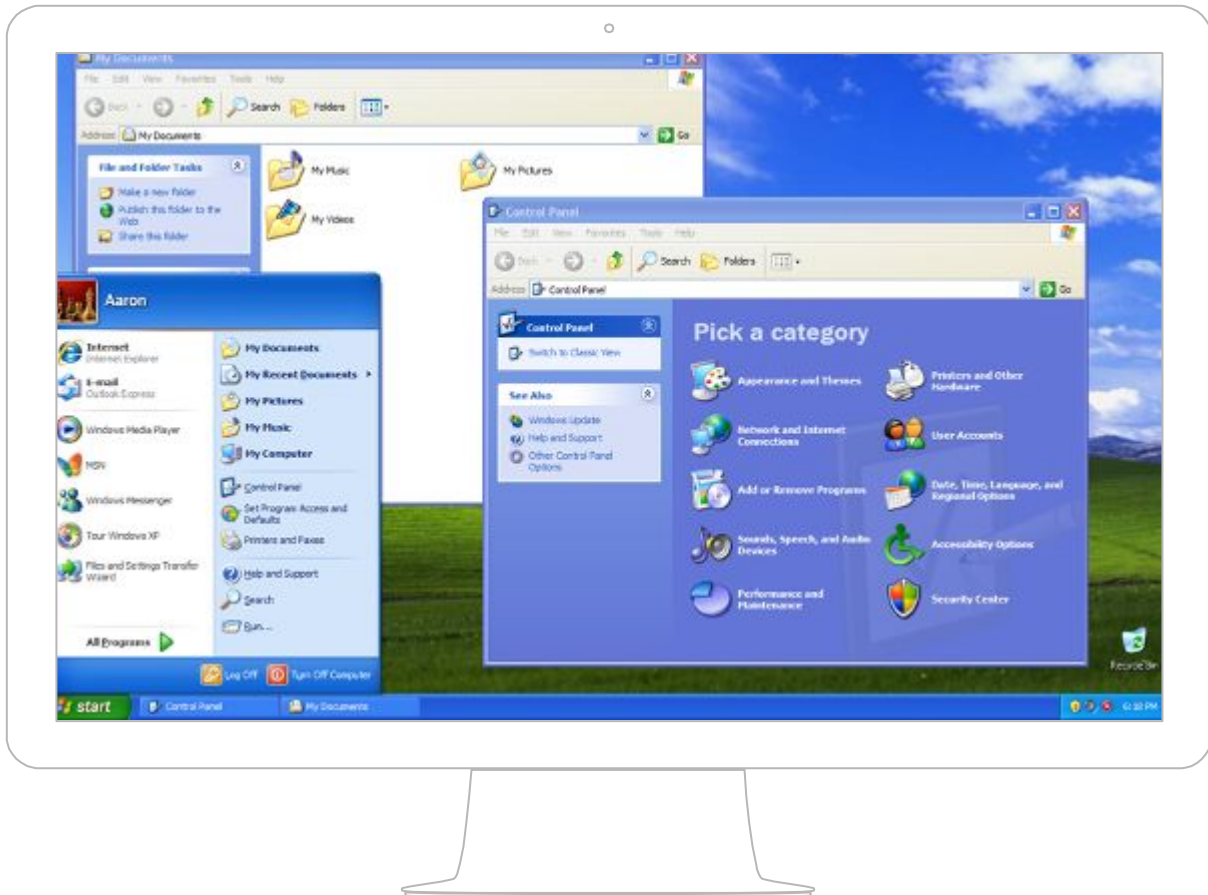 My Documents
File Edit View Favorites Tools Help
Back Search Folders
Address My Documents Go
File and Folder Tasks
Make a new folder
Publish this folder to the
Web
Share this folder
My Music
My Pictures
My Videos
Control Panel
File Edit View Favorites Tools Help
Back Search Folders
Address Control Panel Go
Control Panel
Switch to Classic View
See Also
Windows Update
Help and Support
Other Control Panel
Options
Pick a category
Appearance and Themes
Printers and Other
Hardware
Network and Internet
Connections
User Accounts
Add or Remove Programs
Date, Time, Language, and
Regional Options
Sounds, Speech, and Audio
Devices
Accessibility Options
Performance and
Maintenance
Security Center
Aaron
Internet
Internet Explorer
E-mail
Outlook Express
Windows Media Player
MSN
Windows Messenger
Tour Windows XP
Files and Settings Transfer
Wizard
All Programs
My Documents
My Recent Documents
My Pictures
My Music
My Computer
Control Panel
Set Program Access and
Defaults
Printers and Faxes
Help and Support
Search
Run...
Log Off Turn Off Computer
Recycle Bin
start Control Panel My Documents 6:18 PM